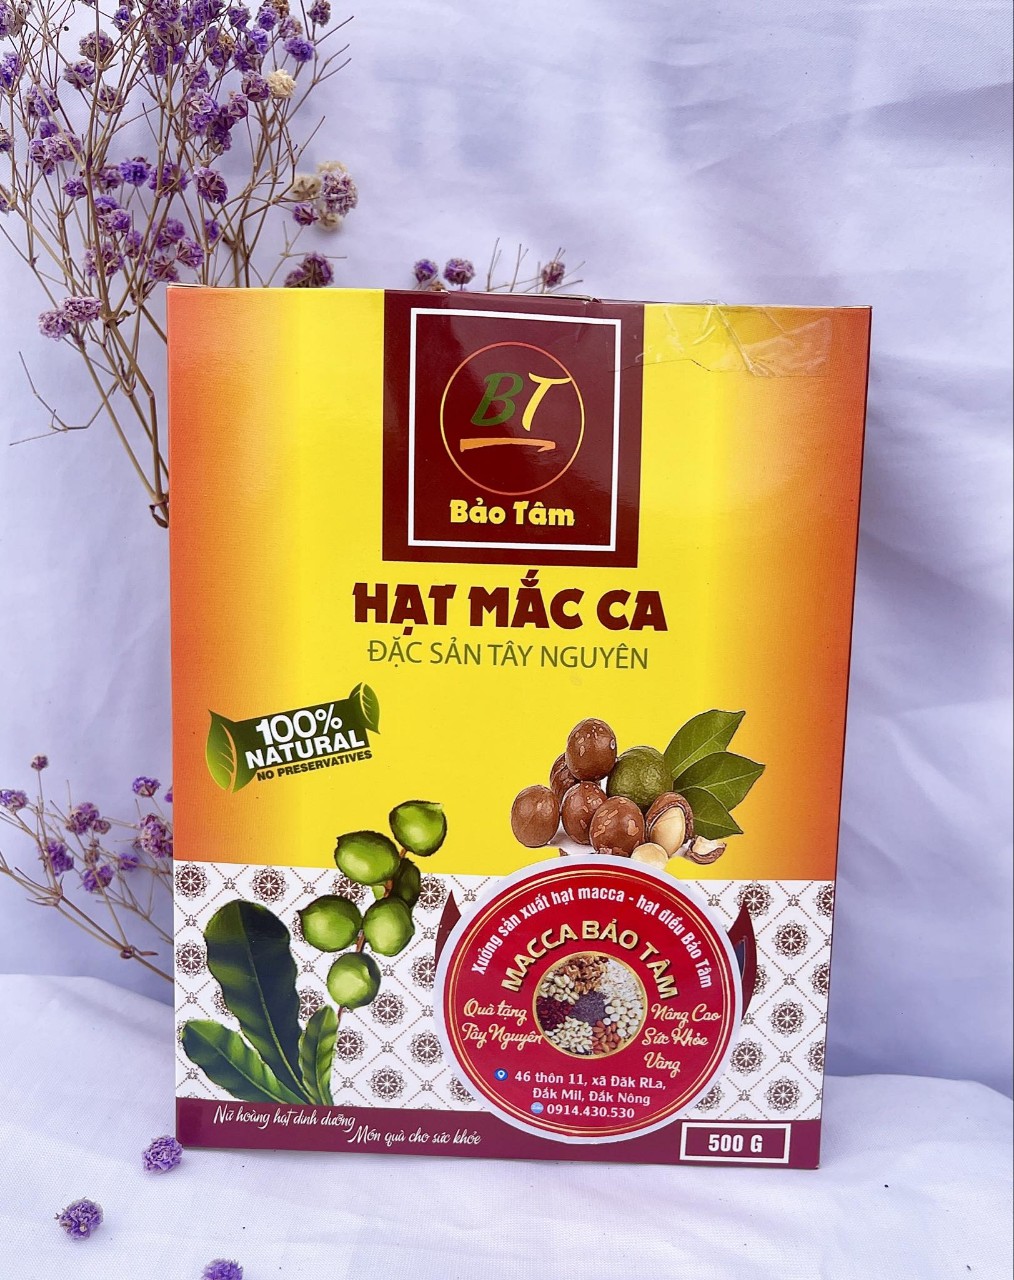 BT
Bảo Tâm
HẠT MẮC CA
ĐẶC SẢN TÂY NGUYÊN
100%
NATURAL
NO PRESERVATIVES
Xưởng sản xuất hạt macca - hạt điều Bảo Tâm
MACCA BẢO TÂM
Quà tặng
Tây Nguyên
Nâng Cao
Sức Khỏe
Vàng
46 thôn 11, xã Đăk RLa,
Đắk Mil, Đắk Nông
0914.430.530
Nữ hoàng hạt dinh dưỡng
Món quà cho sức khỏe
500 G